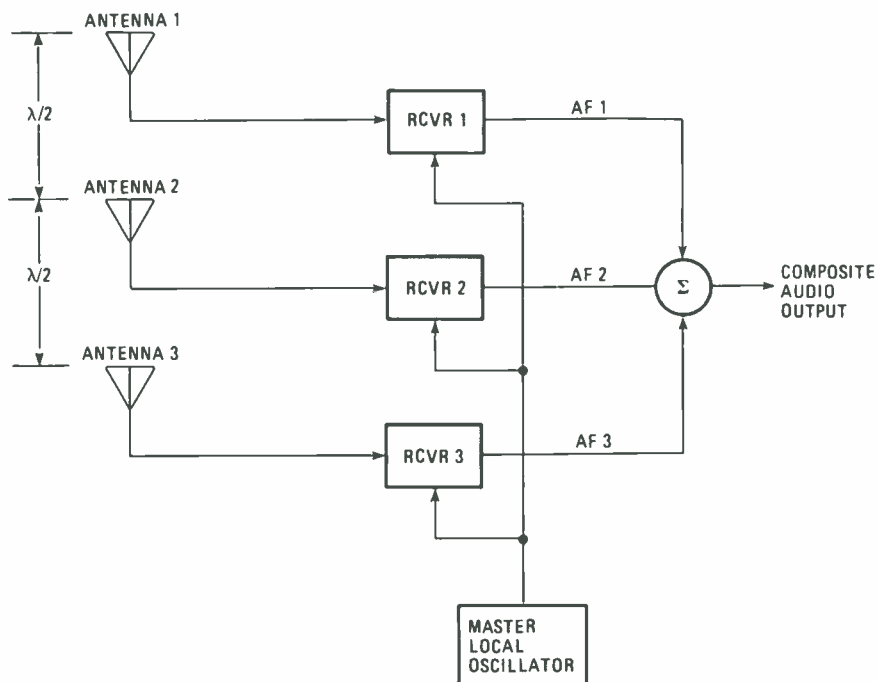 ANTENNA 1
λ/2
RCVR 1
AF 1
ANTENNA 2
λ/2
RCVR 2
AF 2
Σ
COMPOSITE
AUDIO
OUTPUT
ANTENNA 3
RCVR 3
AF 3
MASTER
LOCAL
OSCILLATOR